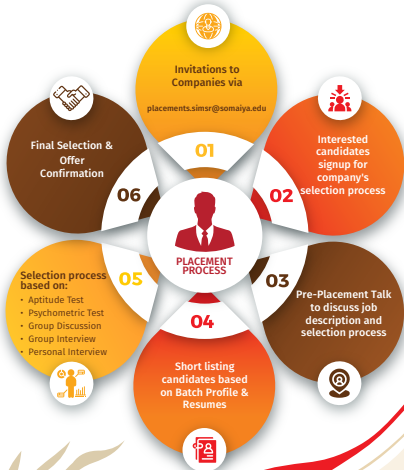 Invitations to
Companies via
placements.simsr@somaiya.edu
01
Interested
candidates
signup for
company's
selection process
02
Pre-Placement Talk
to discuss job
description and
selection process
03
04
Short listing
candidates based
on Batch Profile &
Resumes
Selection process
based on:
• Aptitude Test
• Psychometric Test
• Group Discussion
• Group Interview
• Personal Interview
05
Final Selection &
Offer
Confirmation
06
PLACEMENT
PROCESS